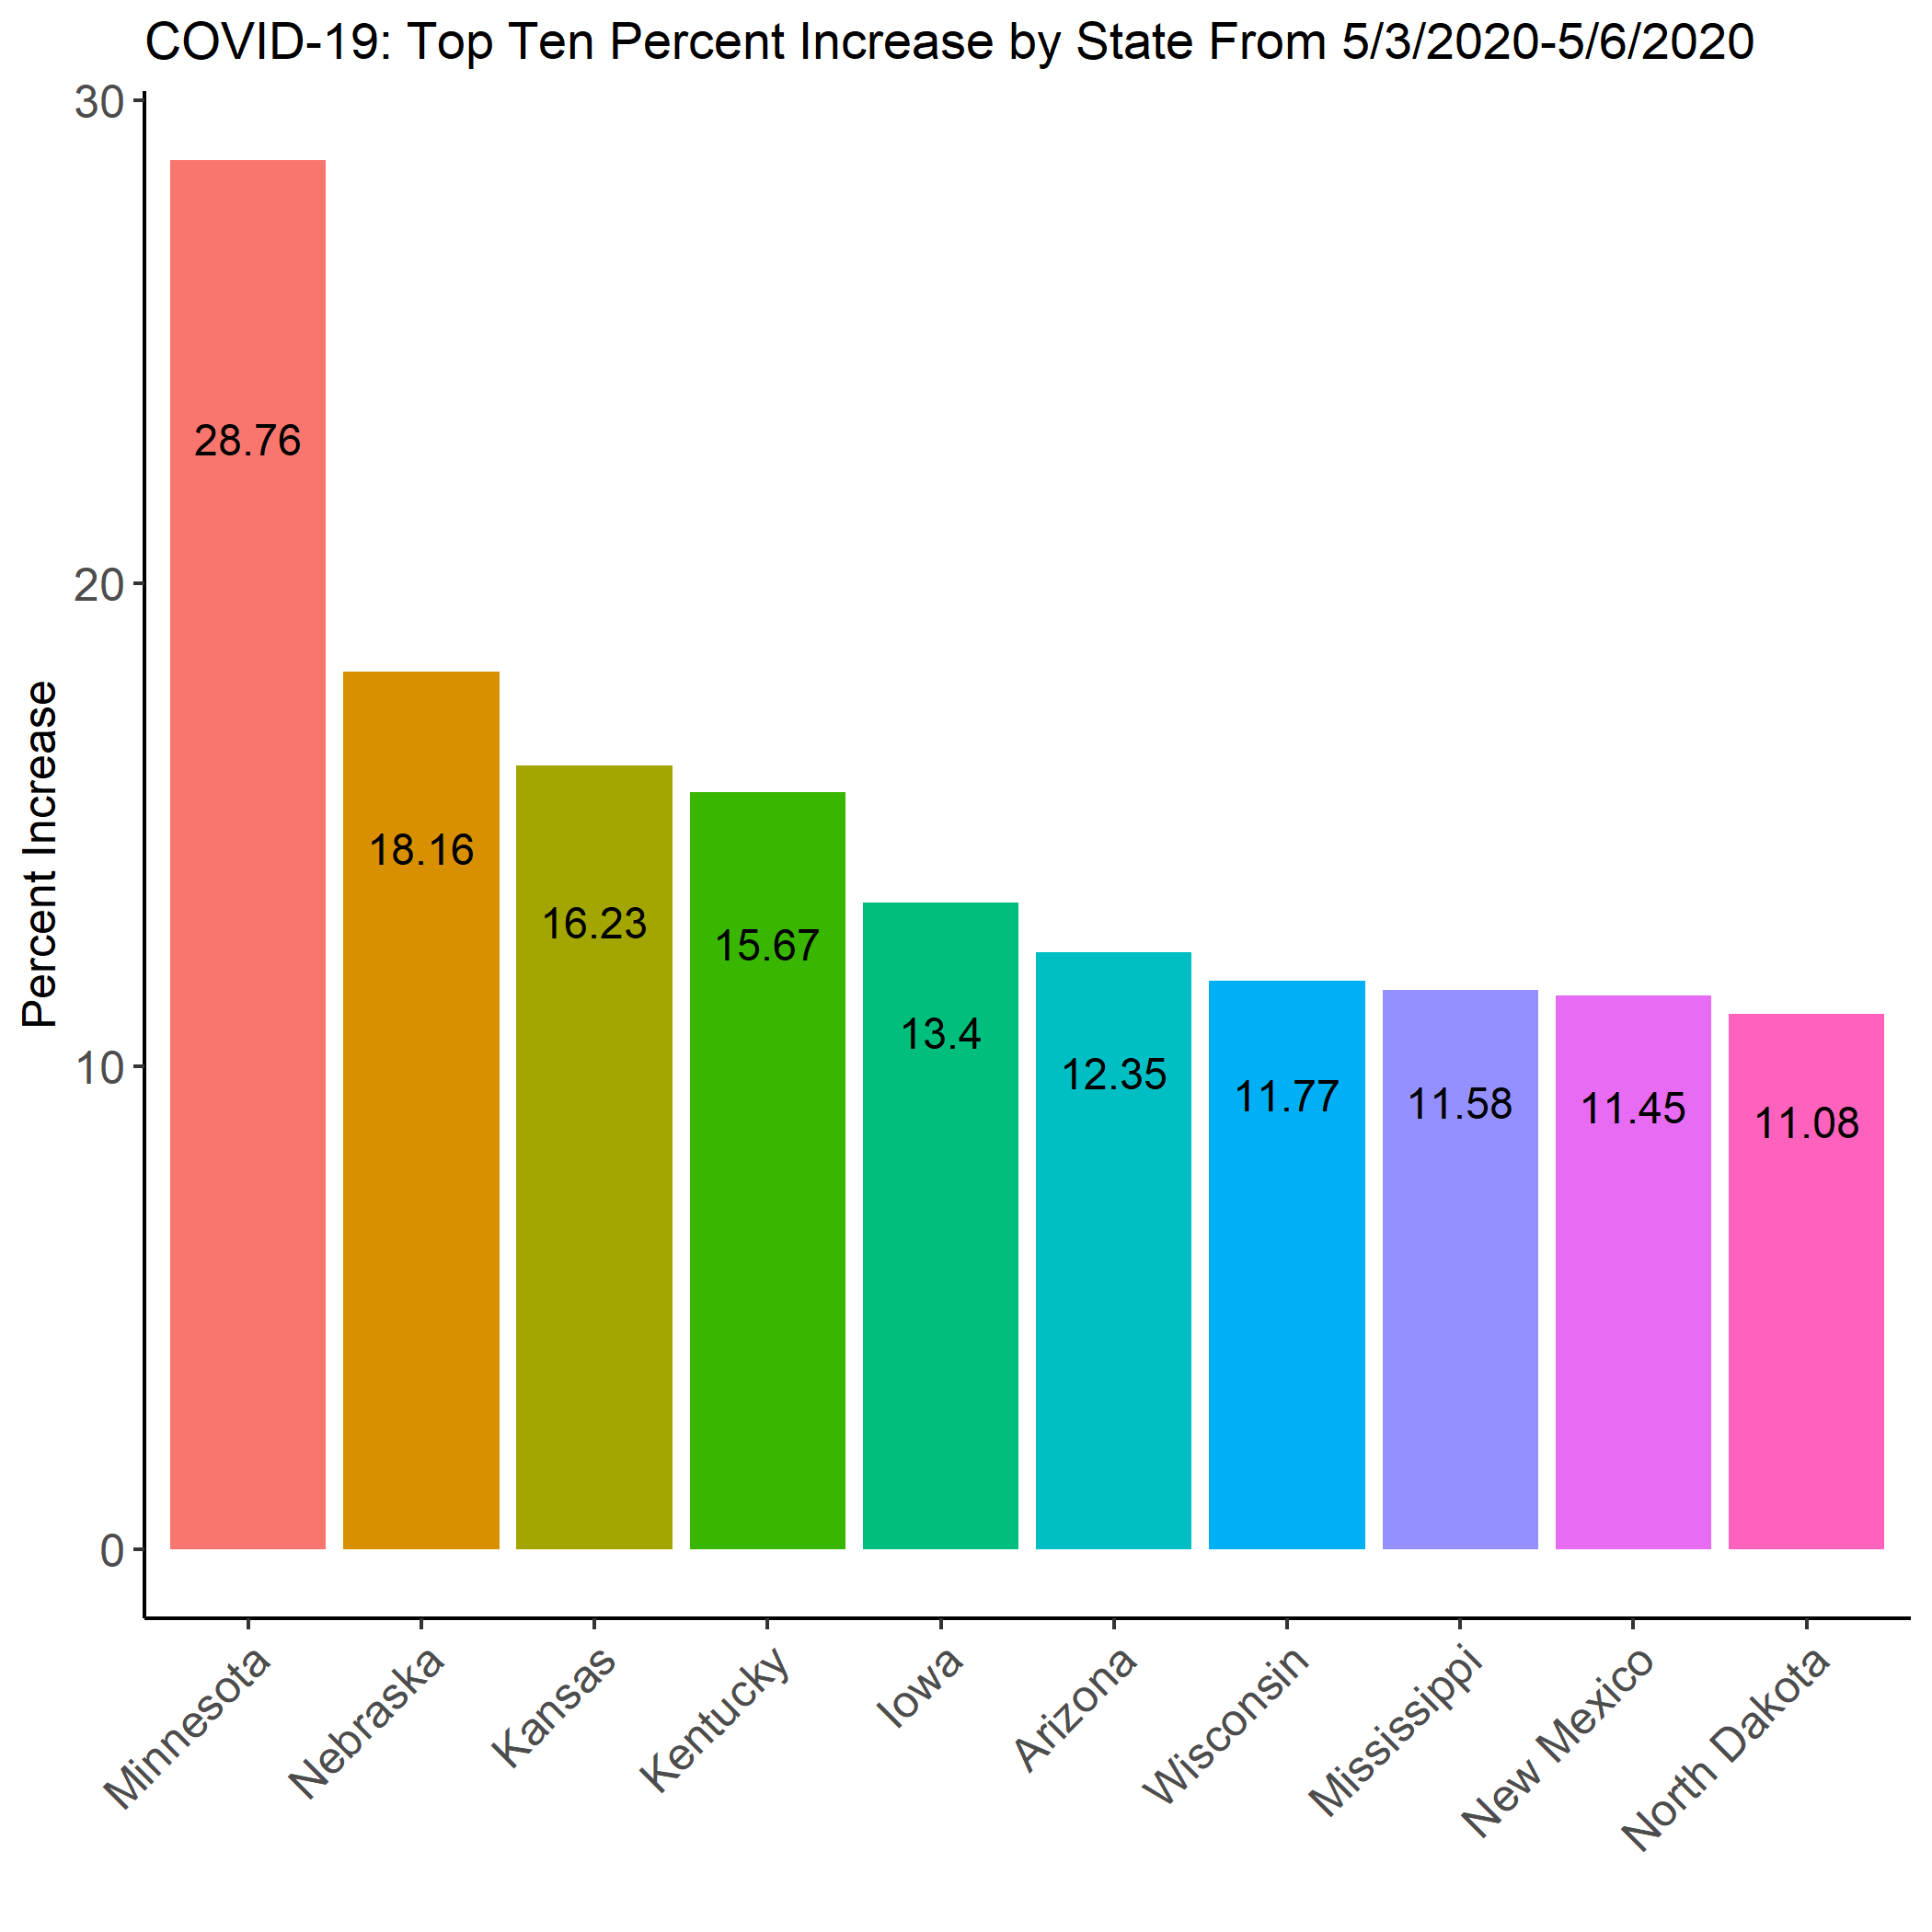 COVID-19: Top Ten Percent Increase by State From 5/3/2020-5/6/2020
Percent Increase
30
20
10
0
28.76
18.16
16.23
15.67
13.4
12.35
11.77
11.58
11.45
11.08
Minnesota
Nebraska
Kansas
Kentucky
Iowa
Arizona
Wisconsin
Mississippi
New Mexico
North Dakota